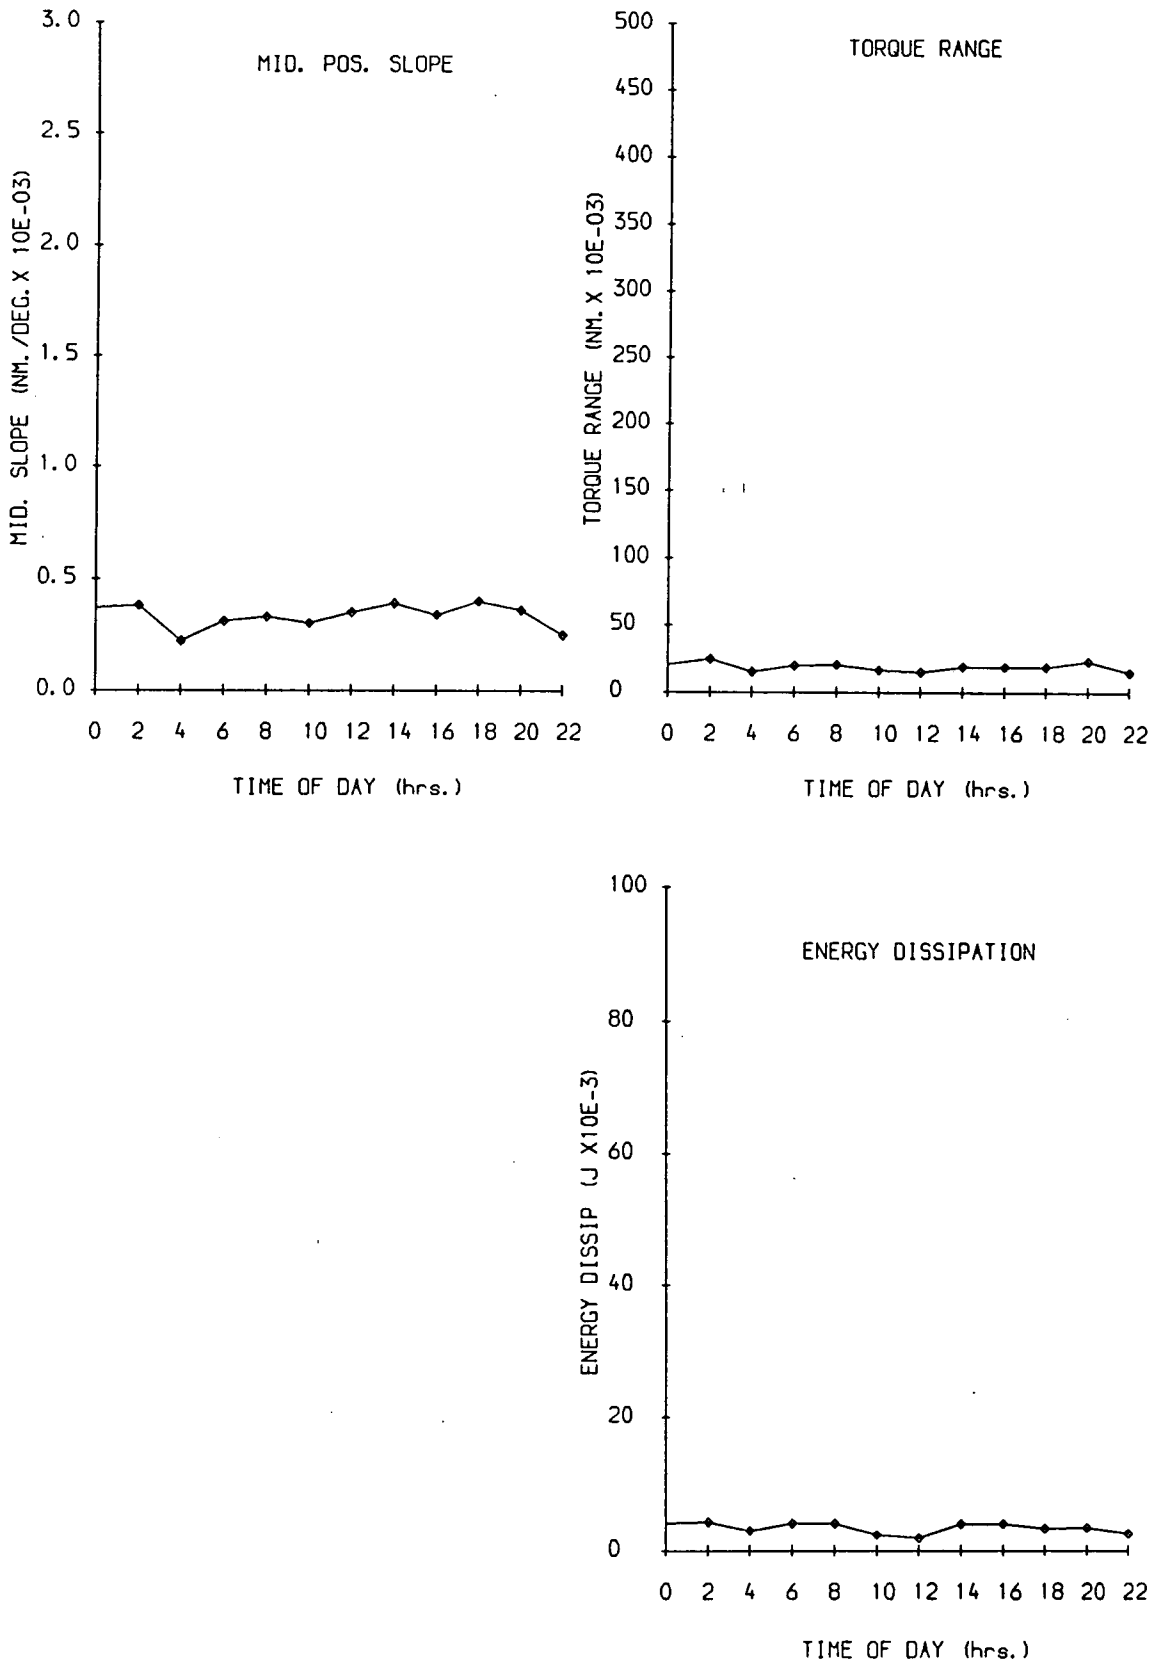 MID. POS. SLOPE
3.0
2.5
2.0
1.5
1.0
0.5
0.0
MID. SLOPE (NM./DEG.X 10E-03)
0 2 4 6 8 10 12 14 16 18 20 22
TIME OF DAY (hrs.)
TORQUE RANGE
500
450
400
350
300
250
200
150
100
50
0
TORQUE RANGE (NM.X 10E-03)
0 2 4 6 8 10 12 14 16 18 20 22
TIME OF DAY (hrs.)
ENERGY DISSIPATION
100
80
60
40
20
0
ENERGY DISSIP (J X10E-3)
0 2 4 6 8 10 12 14 16 18 20 22
TIME OF DAY (hrs.)